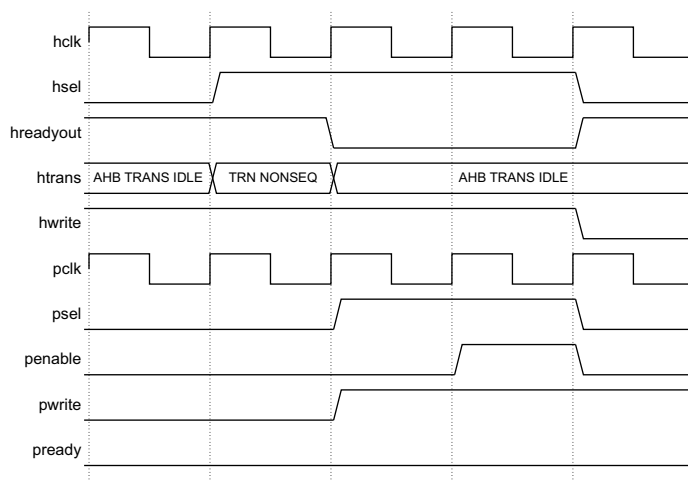 hclk
hsel
hreadyout
htrans AHB TRANS IDLE TRN NONSEQ AHB TRANS IDLE
hwrite
pclk
psel
penable
pwrite
pready